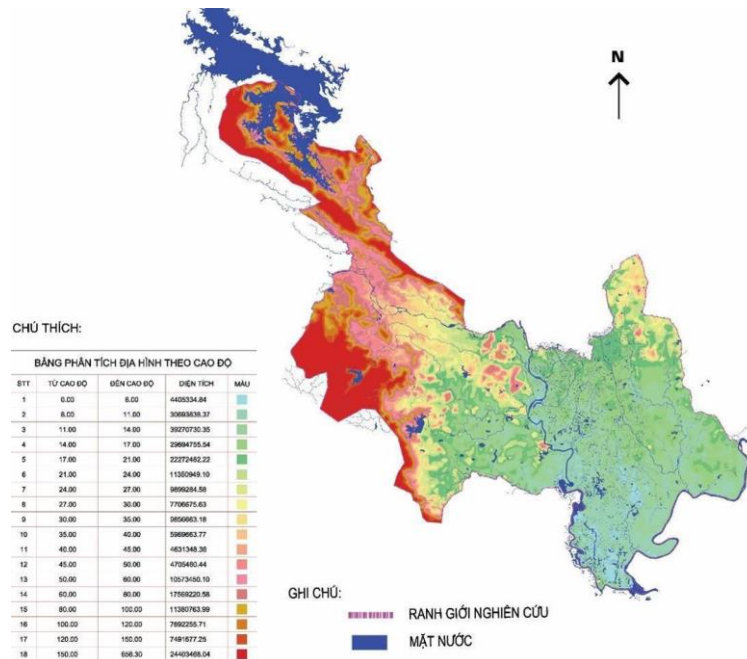 N
CHÚ THÍCH:
BẢNG PHÂN TÍCH ĐỊA HÌNH THEO CAO ĐỘ
STT TỪ CAO ĐỘ ĐẾN CAO ĐỘ DIỆN TÍCH MÀU
1 0.00 8.00 4405334.84
2 8.00 11.00 30693838.37
3 11.00 14.00 39270730.35
4 14.00 17.00 29694755.54
5 17.00 21.00 22272462.22
6 21.00 24.00 11350949.10
7 24.00 27.00 9899284.58
8 27.00 30.00 7706675.63
9 30.00 35.00 9856663.18
10 35.00 40.00 5969663.77
11 40.00 45.00 4631348.36
12 45.00 50.00 4705460.44
13 50.00 60.00 10573450.10
14 60.00 80.00 17569220.58
15 80.00 100.00 11380763.99
16 100.00 120.00 7692255.71
17 120.00 150.00 7491677.25
18 150.00 656.30 24403468.04
GHI CHÚ:
RANH GIỚI NGHIÊN CỨU
MẶT NƯỚC